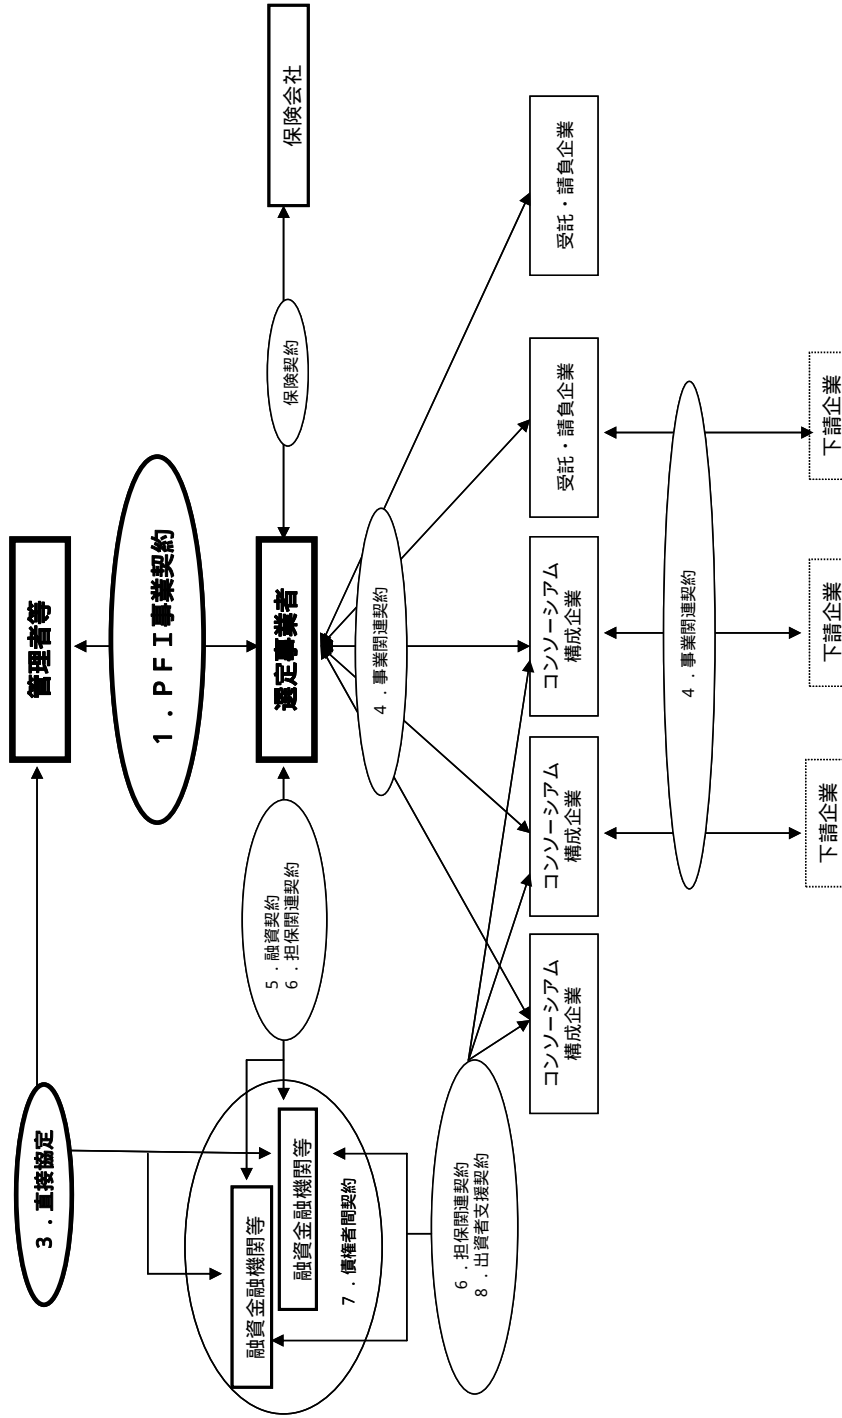 管理者等
３．直接協定
１．ＰＦＩ事業契約
融資金融機関等
融資金融機関等
７．債権者間契約
５．融資契約
６．担保関連契約
選定事業者
保険契約
保険会社
６．担保関連契約
８．出資者支援契約
４．事業関連契約
コンソーシアム
構成企業
コンソーシアム
構成企業
コンソーシアム
構成企業
受託・請負企業
受託・請負企業
４．事業関連契約
下請企業
下請企業
下請企業